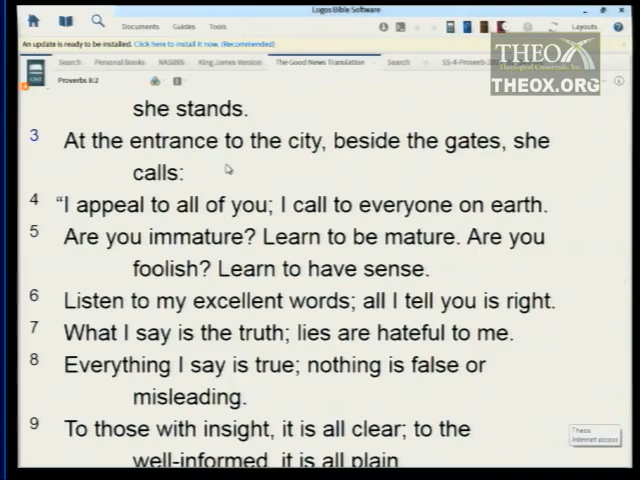 Logos Bible Software
Documents Guides Tools Layouts
An update is ready to be installed. Click here to install it now. (Recommended)
Search Personal Books NASB95 King James Version The Good News Translation Search SS-4-Proverb
Proverbs 8:2
THEOX
THEOX.ORG
she stands.
3 At the entrance to the city, beside the gates, she
calls:
4 “I appeal to all of you; I call to everyone on earth.
5 Are you immature? Learn to be mature. Are you
foolish? Learn to have sense.
6 Listen to my excellent words; all I tell you is right.
7 What I say is the truth; lies are hateful to me.
8 Everything I say is true; nothing is false or
misleading.
9 To those with insight, it is all clear; to the
well-informed, it is all plain
Theox
Internet access